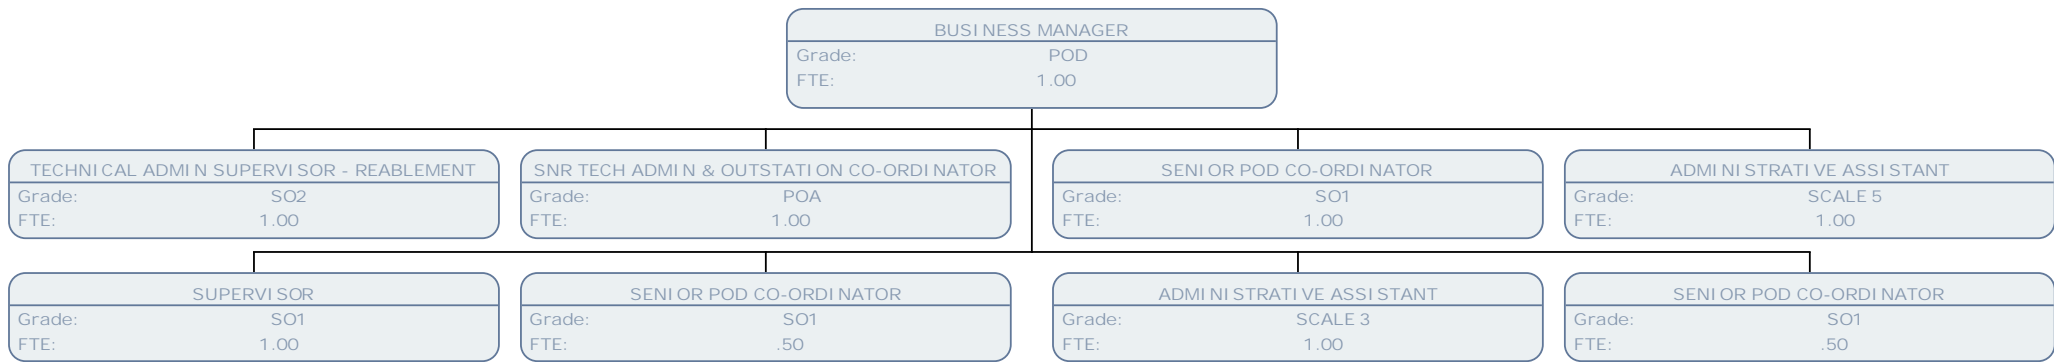 BUSINESS MANAGER
Grade: POD
FTE: 1.00
TECHNICAL ADMIN SUPERVISOR - REABLEMENT
Grade: SO2
FTE: 1.00
SNR TECH ADMIN & OUTSTATION CO-ORDINATOR
Grade: POA
FTE: 1.00
SENIOR POD CO-ORDINATOR
Grade: SO1
FTE: 1.00
ADMINISTRATIVE ASSISTANT
Grade: SCALE 5
FTE: 1.00
SUPERVISOR
Grade: SO1
FTE: 1.00
SENIOR POD CO-ORDINATOR
Grade: SO1
FTE: .50
ADMINISTRATIVE ASSISTANT
Grade: SCALE 3
FTE: 1.00
SENIOR POD CO-ORDINATOR
Grade: SO1
FTE: .50